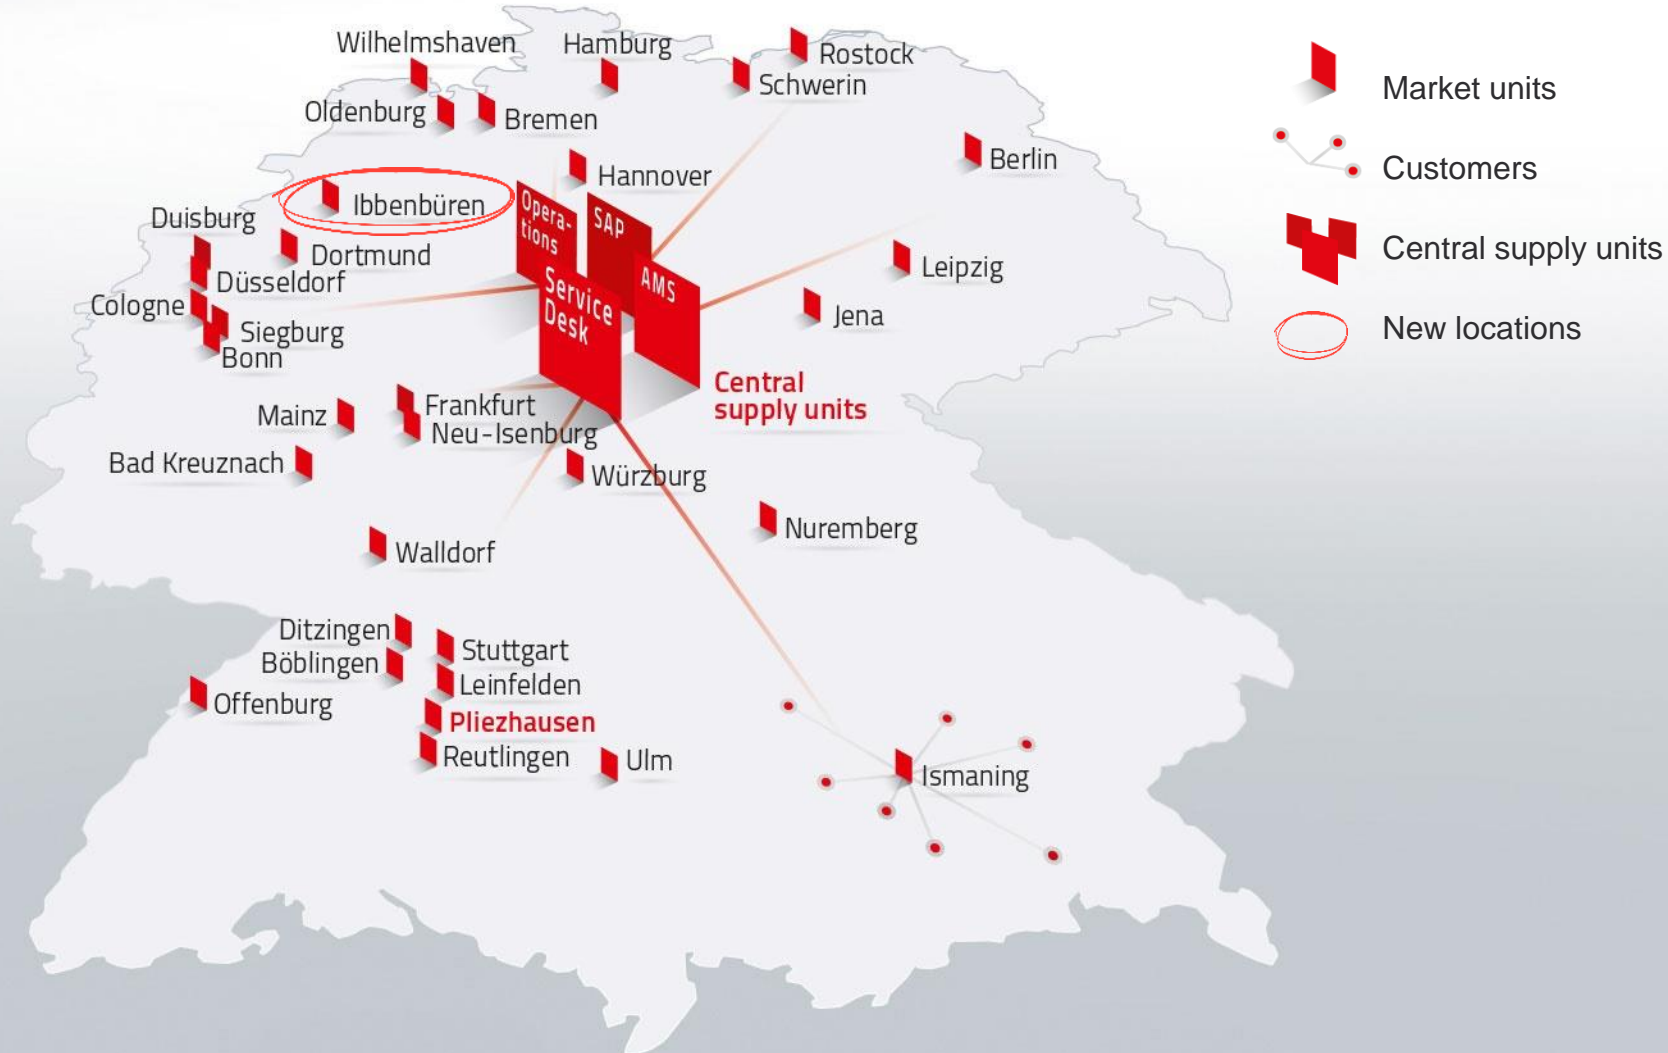 Wilhelmshaven
Hamburg
Rostock
Schwerin
Oldenburg
Bremen
Berlin
Hannover
Ibbenbüren
Duisburg
Dortmund
Düsseldorf
Cologne
Siegburg
Bonn
Opera-
tions
SAP
Service
Desk
AMS
Leipzig
Jena
Central
supply units
Mainz
Frankfurt
Neu-Isenburg
Bad Kreuznach
Würzburg
Nuremberg
Walldorf
Ditzingen
Stuttgart
Böblingen
Leinfelden
Offenburg
Pliezhausen
Reutlingen
Ulm
Ismaning
Market units
Customers
Central supply units
New locations